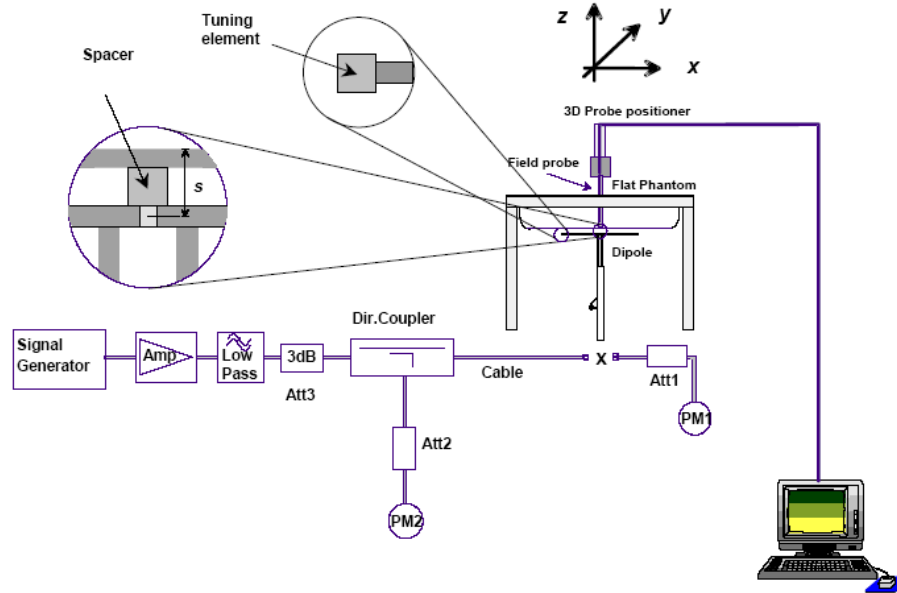 Tuning
element
z
y
x
Spacer
3D Probe positioner
Field probe
Flat Phantom
s
Dipole
Dir.Coupler
Signal
Generator
Amp
Low
Pass
3dB
Att3
Cable
X
Att1
PM1
Att2
PM2